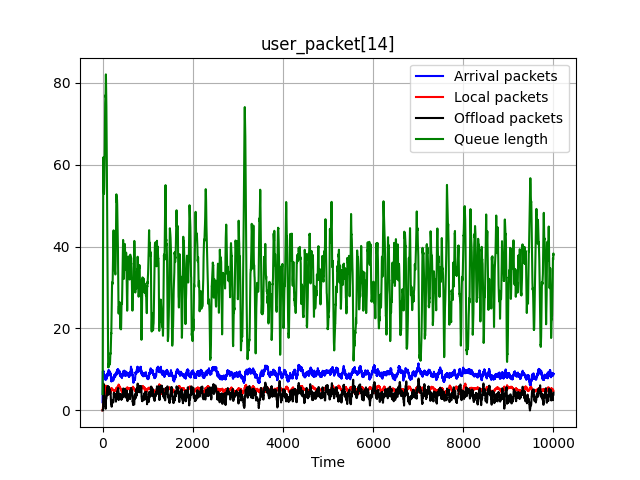 user_packet[14]
Arrival packets
Local packets
Offload packets
Queue length
80
60
40
20
0
0 2000 4000 6000 8000 10000
Time